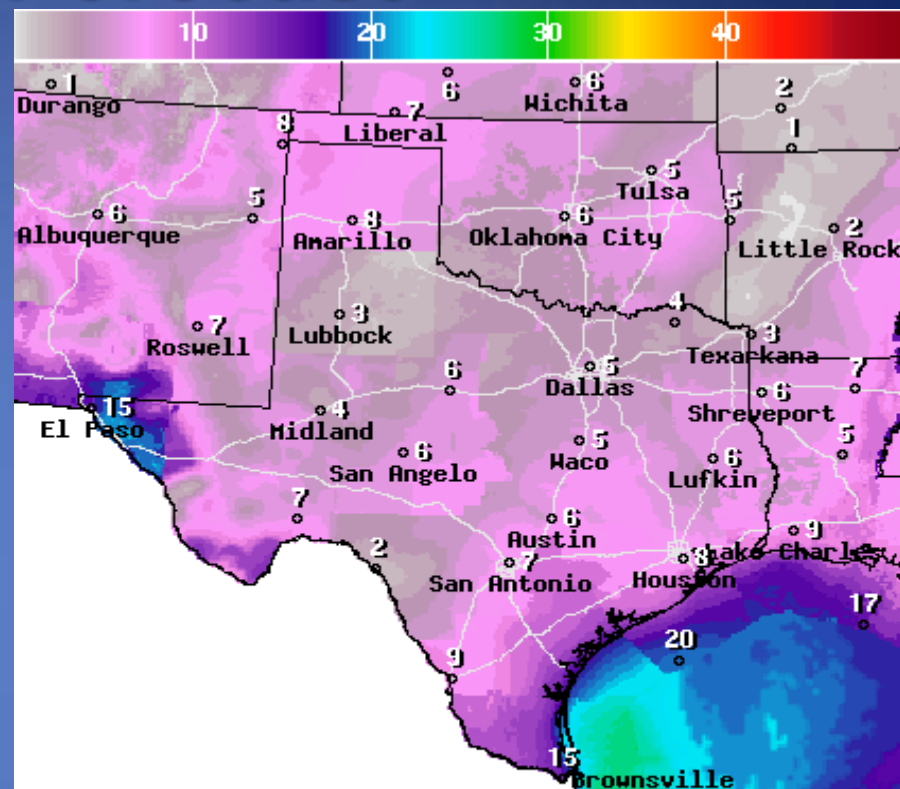 10 20 30 40
1 Durango
6
6 Wichita
2
7 Liberal
8
1
5 Tulsa
6 Albuquerque
5
8 Amarillo
6 Oklahoma City
5
2 Little Rock
7 Roswell
3 Lubbock
4
3 Texarkana
5 Dallas
15 El Paso
4 Midland
6
6 Shreveport
7
6 San Angelo
5 Waco
6 Lufkin
5
7
6 Austin
9 Lake Charles
2
7 San Antonio
8 Houston
17
9
20
15 Brownsville